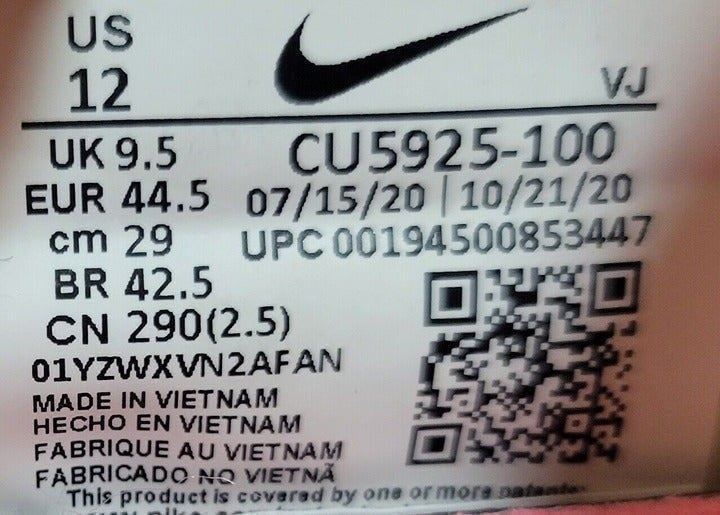 US
12
VJ
UK 9.5
CU5925-100
EUR 44.5
07/15/20 | 10/21/20
cm 29
UPC 00194500853447
BR 42.5
CN 290(2.5)
01YZWXVN2AFAN
MADE IN VIETNAM
HECHO EN VIETNAM
FABRIQUE AU VIETNAM
FABRICADO NO VIETNÃ
This product is covered by one or more patents